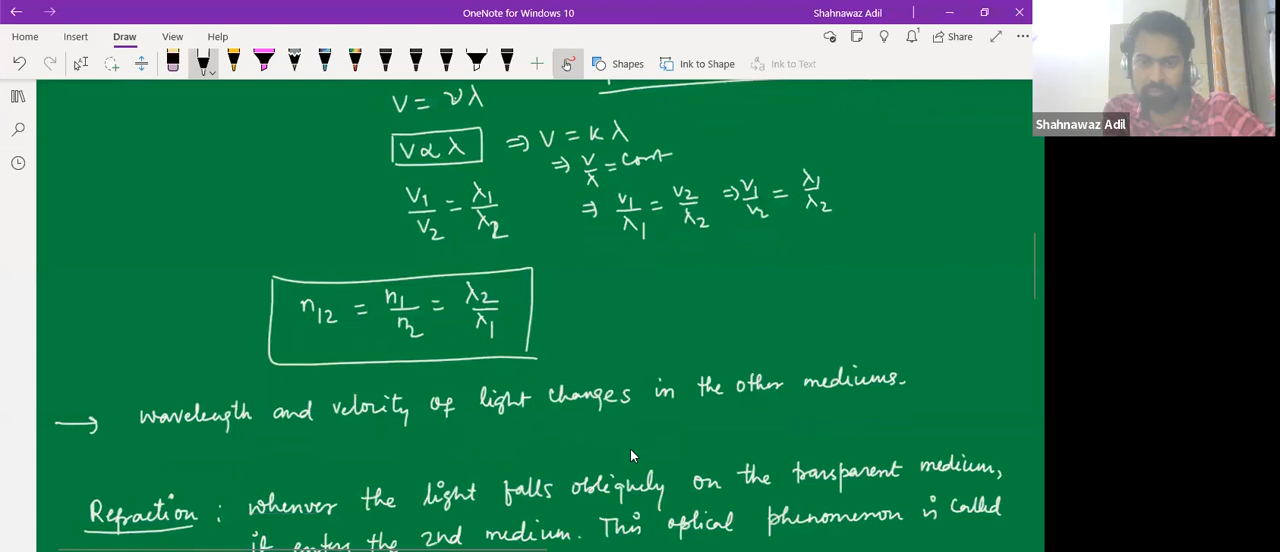 OneNote for Windows 10
Shahnawaz Adil
Home Insert Draw View Help
Share
Shapes Ink to Shape Ink to Text
Shahnawaz Adil
V = νλ
V ∝ λ ⇒ V = Kλ
⇒ V/λ = Const
V1/V2 = λ1/λ2 ⇒ V1/λ1 = V2/λ2 ⇒ V1/V2 = λ1/λ2
n12 = n1/n2 = λ2/λ1
→ wavelength and velocity of light changes in the other mediums.
Refraction : whenever the light falls obliquely on the transparent medium,
it enters the 2nd medium. This optical phenomenon is called